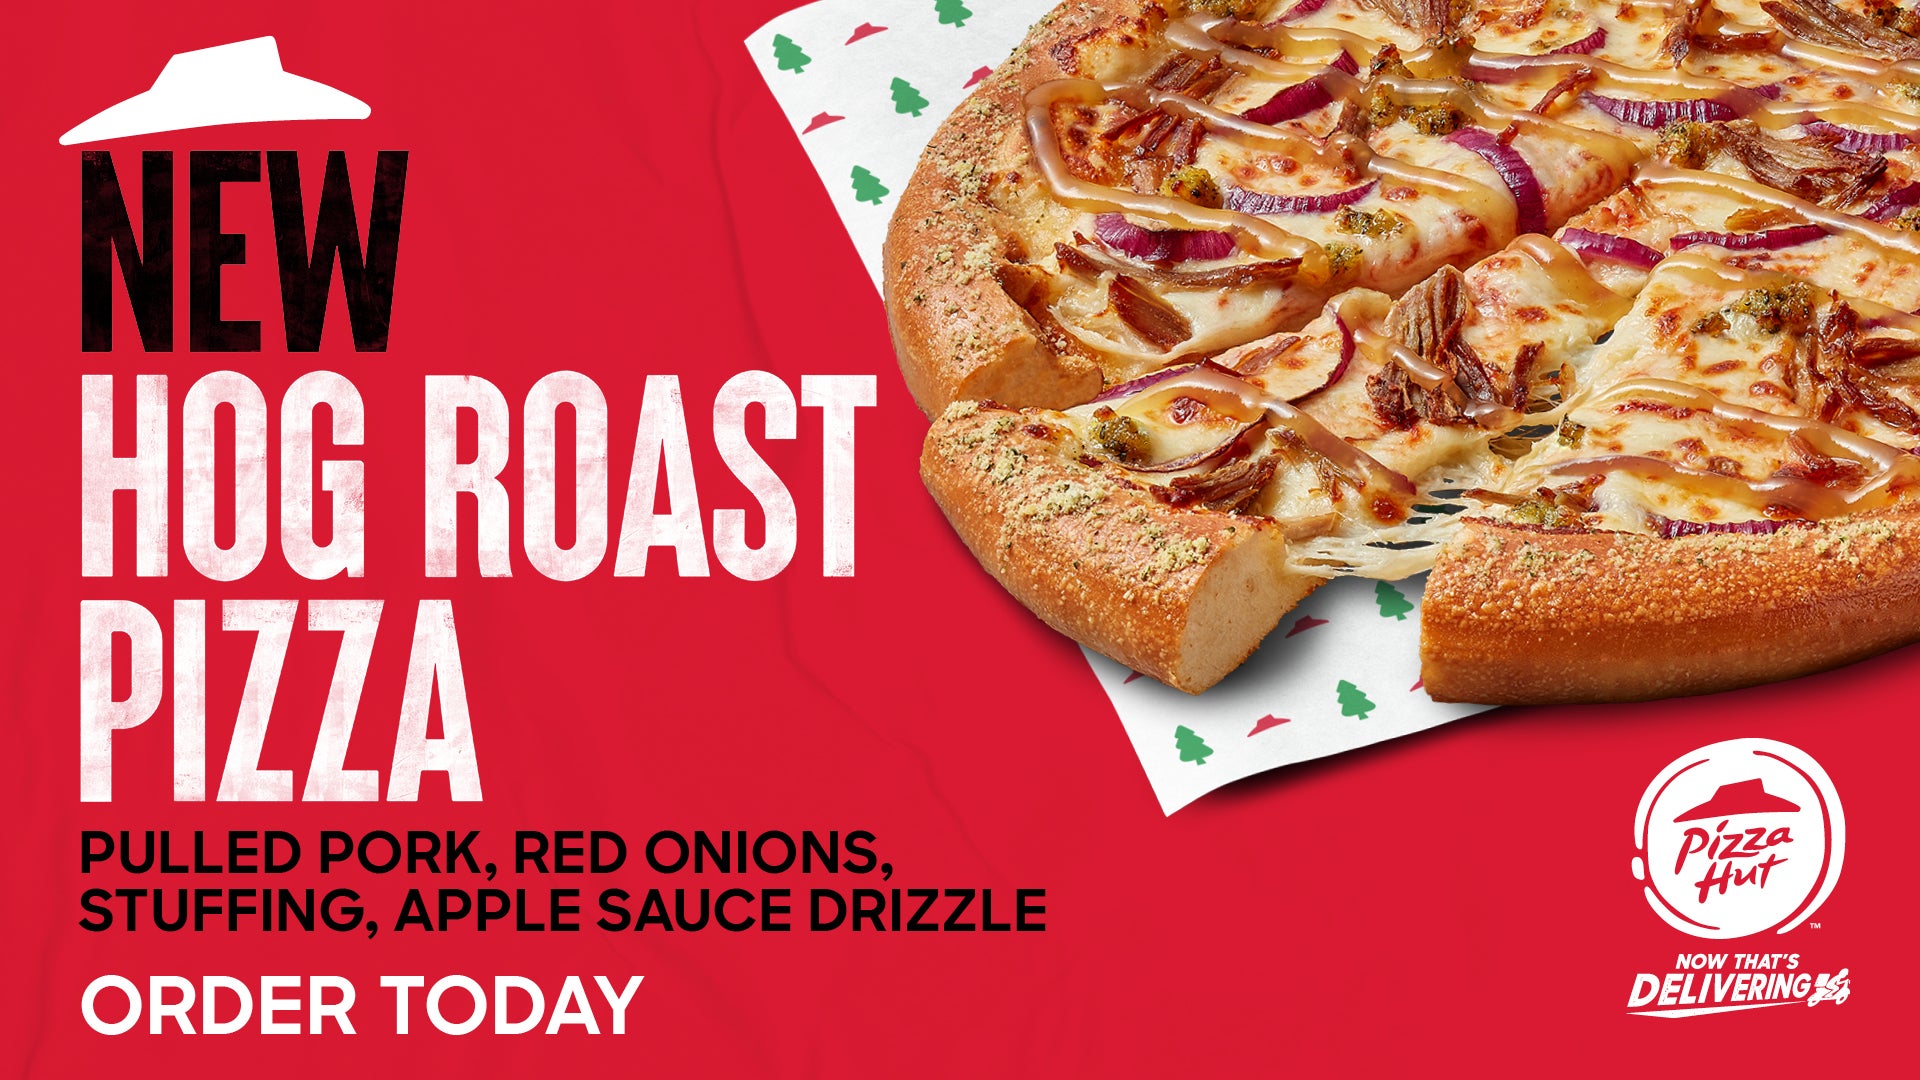 NEW
HOG ROAST
PIZZA
PULLED PORK, RED ONIONS,
STUFFING, APPLE SAUCE DRIZZLE
ORDER TODAY
Pizza
Hut
™
NOW THAT'S
DELIVERING